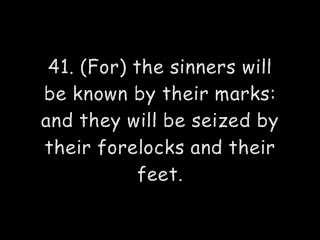 41. (For) the sinners will
be known by their marks:
and they will be seized by
their forelocks and their
feet.